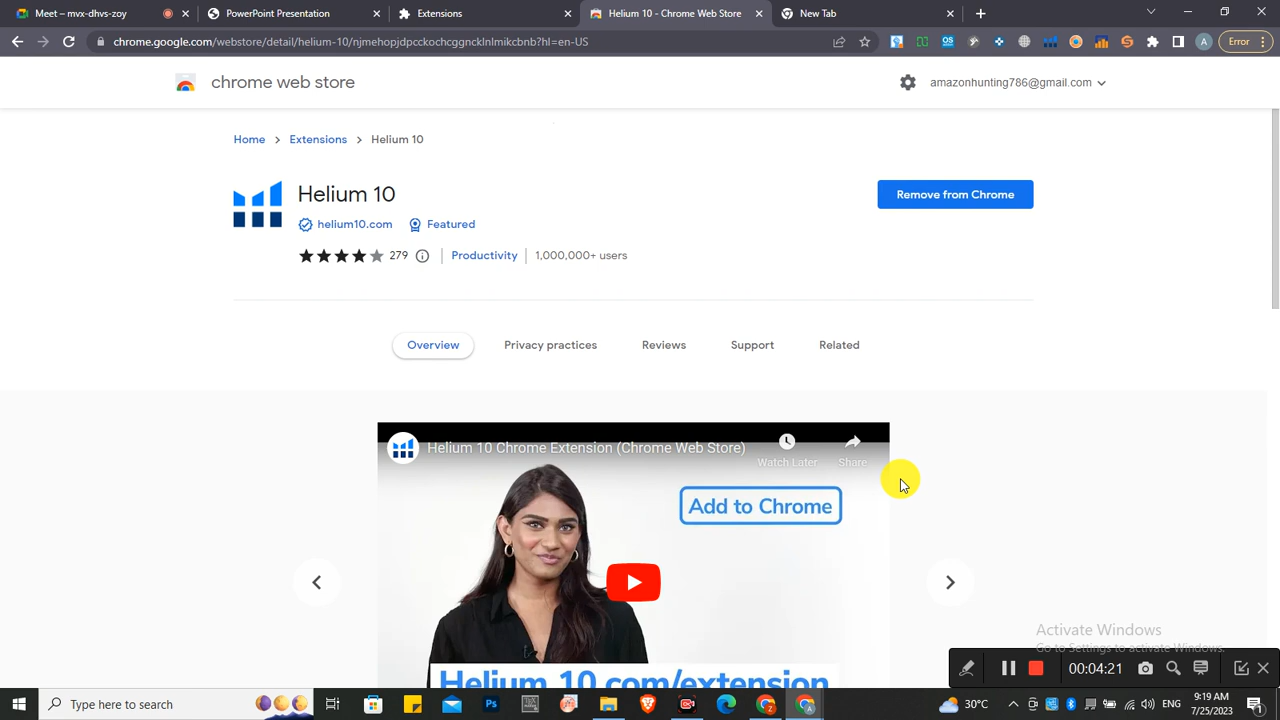 Meet – mvx-dhvs-zoy
PowerPoint Presentation
Extensions
Helium 10 - Chrome Web Store
New Tab
chrome.google.com/webstore/detail/helium-10/njmehopjdpcckochcggncklnlmikcbnb?hl=en-US
A
Error
chrome web store
amazonhunting786@gmail.com
Home > Extensions > Helium 10
Helium 10
Remove from Chrome
helium10.com
Featured
279
Productivity
1,000,000+ users
Overview
Privacy practices
Reviews
Support
Related
Helium 10 Chrome Extension (Chrome Web Store)
Watch Later
Share
Add to Chrome
Helium 10.com/extension
Activate Windows
Go to Settings to activate Windows.
00:04:21
Type here to search
Ps
30°C
ENG
9:19 AM
7/25/2023